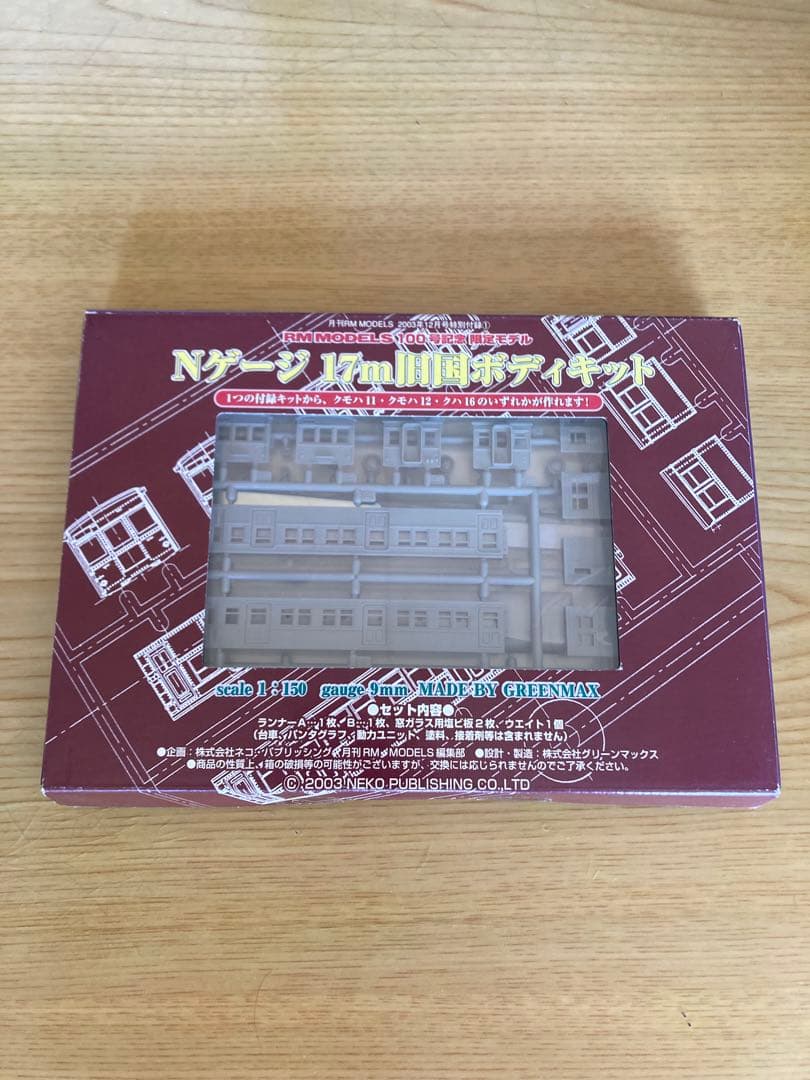 月刊RM MODELS 2003年12月号特別付録①
RM MODELS 100号記念 限定モデル
Nゲージ 17m旧国ボディキット
1つの付録キットから、クモハ11・クモハ12・クハ16のいずれかが作れます!
scale 1:150 gauge 9mm MADE BY GREENMAX
●セット内容●
ランナーA…1枚、B…1枚、窓ガラス用塩ビ板2枚、ウエイト1個
(台車、パンタグラフ、動力ユニット、塗料、接着剤等は含まれません)
●企画:株式会社ネコ・パブリッシング/月刊RM MODELS編集部 ●設計・製造:株式会社グリーンマックス
●商品の性質上、箱の破損等の可能性がございますが、交換には応じられませんのでご了承ください。
© 2003 NEKO PUBLISHING CO.,LTD